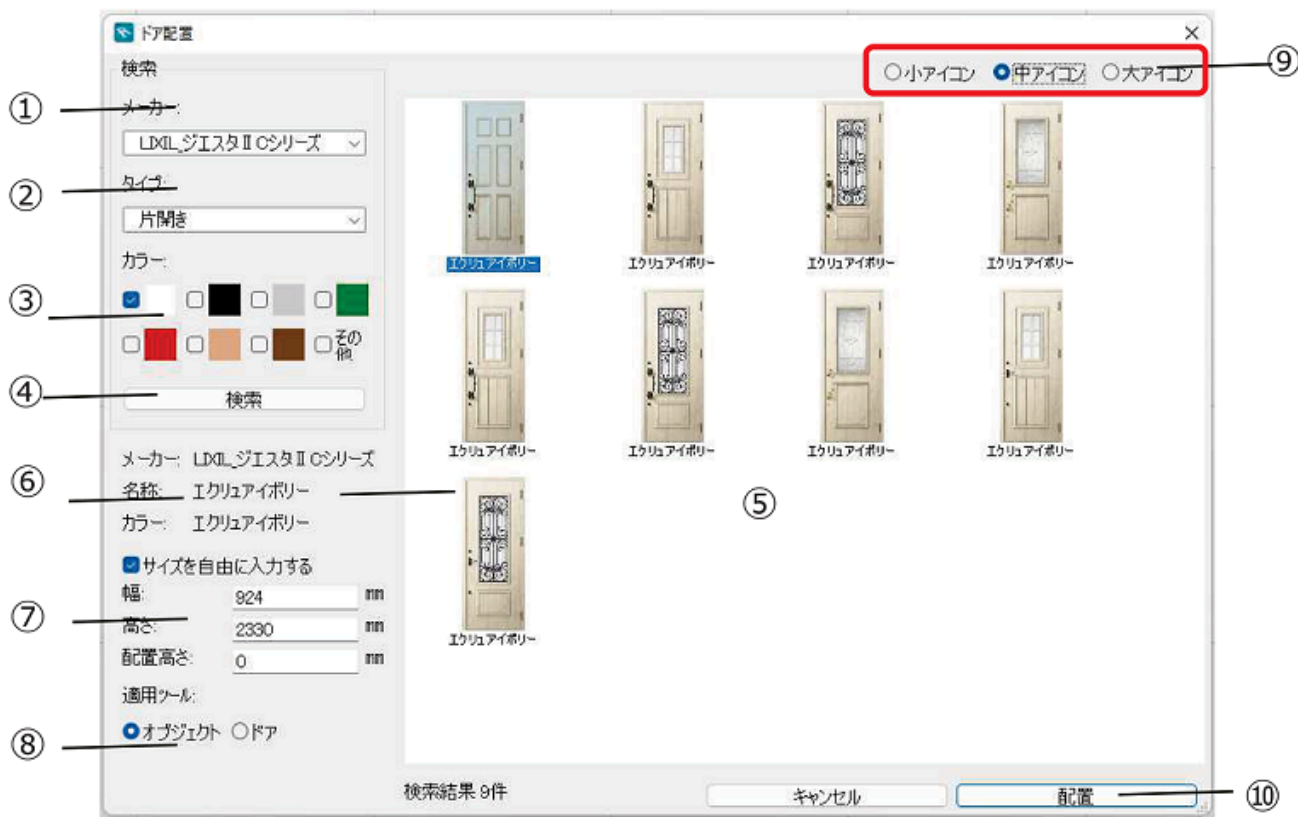 ドア配置
検索
⑨
○小アイコン ○中アイコン ○大アイコン
① メーカー:
LIXIL_ジエスタⅡCシリーズ
② タイプ:
片開き
カラー:
③
その他
④ 検索
エクリュアイボリー エクリュアイボリー エクリュアイボリー エクリュアイボリー
エクリュアイボリー エクリュアイボリー エクリュアイボリー エクリュアイボリー
エクリュアイボリー
⑤
メーカー: LIXIL_ジエスタⅡCシリーズ
⑥ 名称: エクリュアイボリー
カラー: エクリュアイボリー
サイズを自由に入力する
幅: 924 mm
⑦ 高さ: 2330 mm
配置高さ: 0 mm
適用ツール:
⑧ オブジェクト ドア
検索結果 9件
キャンセル
配置 ⑩